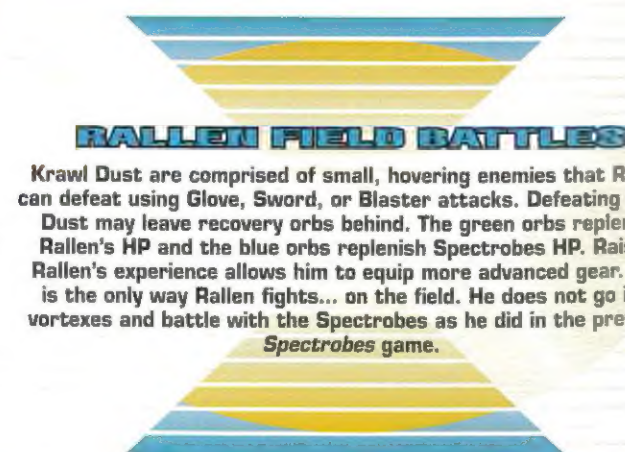 RALLEN FIELD BATTLES
Krawl Dust are comprised of small, hovering enemies that R
can defeat using Glove, Sword, or Blaster attacks. Defeating
Dust may leave recovery orbs behind. The green orbs reple
Rallen's HP and the blue orbs replenish Spectrobes HP. Rai
Rallen's experience allows him to equip more advanced gear.
is the only way Rallen fights... on the field. He does not go i
vortexes and battle with the Spectrobes as he did in the pre
Spectrobes game.